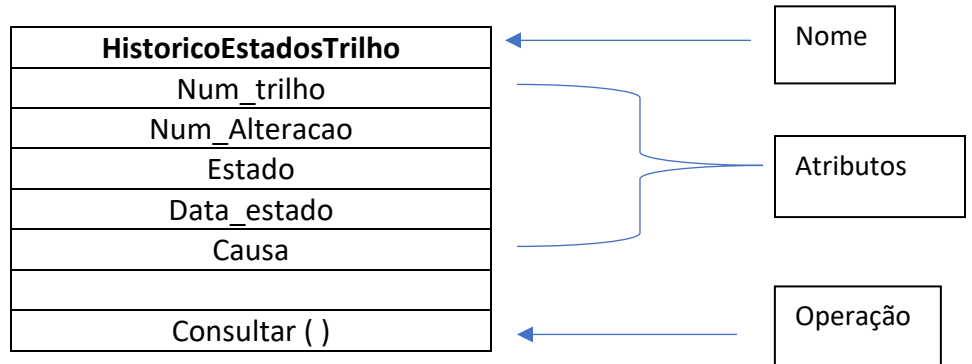 HistoricoEstadosTrilho
Nome
Num_trilho
Num_Alteracao
Estado
Atributos
Data_estado
Causa
Consultar ( )
Operação